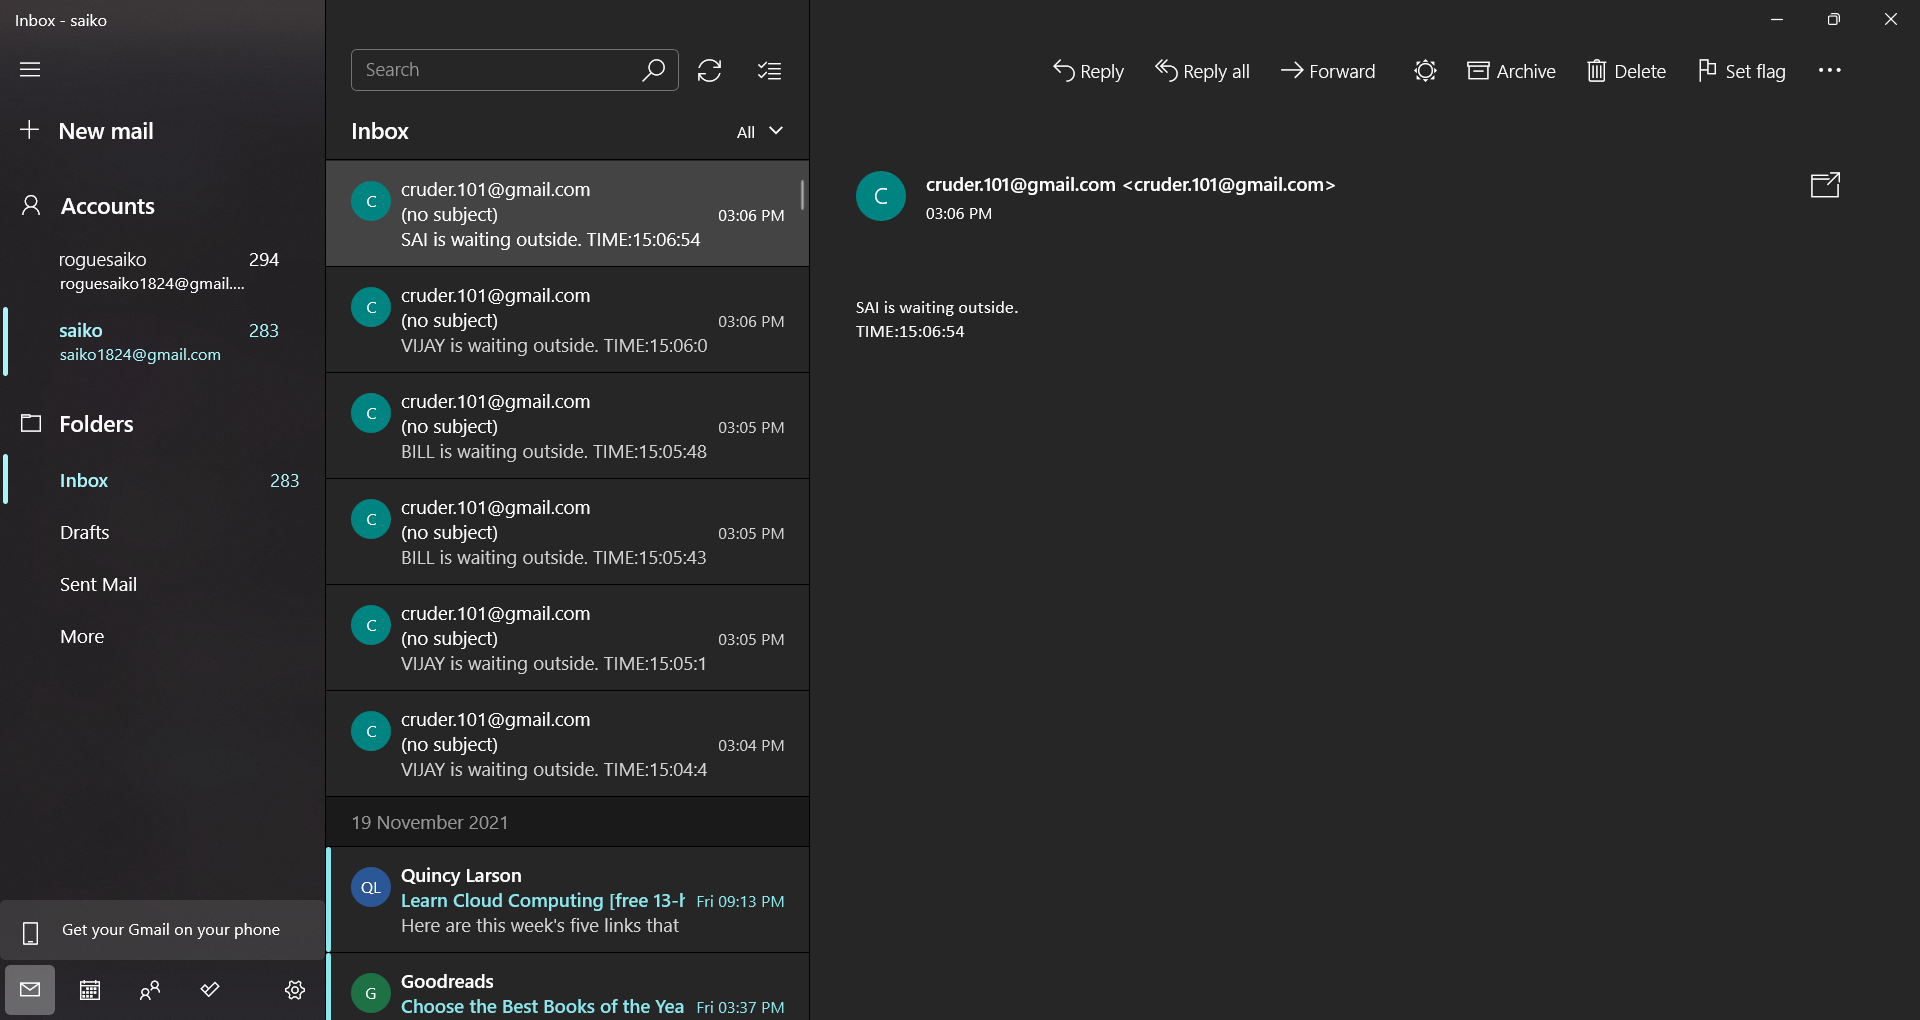 Inbox - saiko
New mail
Accounts
roguesaiko 294
roguesaiko1824@gmail....
saiko 283
saiko1824@gmail.com
Folders
Inbox 283
Drafts
Sent Mail
More
Get your Gmail on your phone
Search
Inbox All
C
cruder.101@gmail.com
(no subject) 03:06 PM
SAI is waiting outside. TIME:15:06:54
C
cruder.101@gmail.com
(no subject) 03:06 PM
VIJAY is waiting outside. TIME:15:06:0
C
cruder.101@gmail.com
(no subject) 03:05 PM
BILL is waiting outside. TIME:15:05:48
C
cruder.101@gmail.com
(no subject) 03:05 PM
BILL is waiting outside. TIME:15:05:43
C
cruder.101@gmail.com
(no subject) 03:05 PM
VIJAY is waiting outside. TIME:15:05:1
C
cruder.101@gmail.com
(no subject) 03:04 PM
VIJAY is waiting outside. TIME:15:04:4
19 November 2021
QL
Quincy Larson
Learn Cloud Computing [free 13-h Fri 09:13 PM
Here are this week's five links that
G
Goodreads
Choose the Best Books of the Yea Fri 03:37 PM
Reply Reply all Forward Archive Delete Set flag
C
cruder.101@gmail.com <cruder.101@gmail.com>
03:06 PM
SAI is waiting outside.
TIME:15:06:54